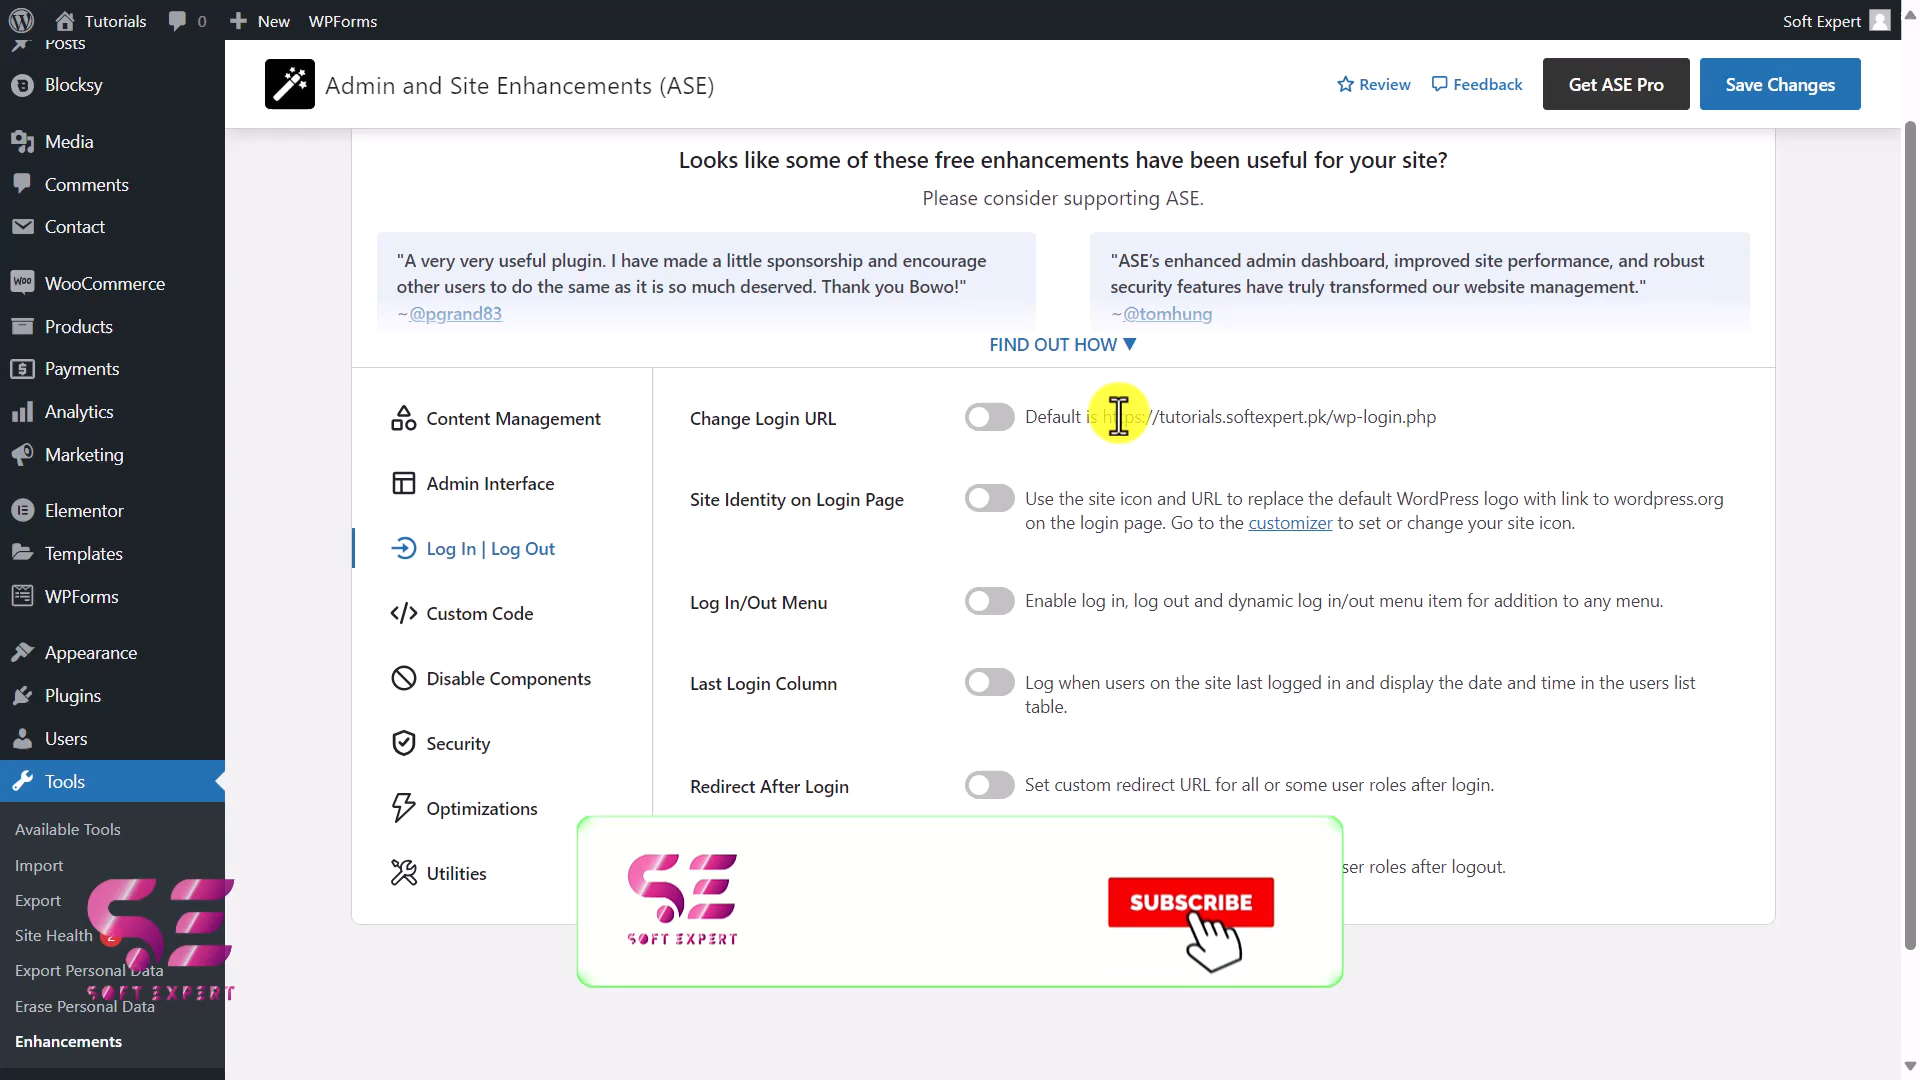 Tutorials
0
New
WPForms
Soft Expert
Posts
Blocksy
Media
Comments
Contact
WooCommerce
Products
Payments
Analytics
Marketing
Elementor
Templates
WPForms
Appearance
Plugins
Users
Tools
Available Tools
Import
Export
Site Health 2
Export Personal Data
Erase Personal Data
Enhancements
SOFT EXPERT
Admin and Site Enhancements (ASE)
Review
Feedback
Get ASE Pro
Save Changes
Looks like some of these free enhancements have been useful for your site?
Please consider supporting ASE.
"A very very useful plugin. I have made a little sponsorship and encourage
other users to do the same as it is so much deserved. Thank you Bowo!"
~@pgrand83
"ASE's enhanced admin dashboard, improved site performance, and robust
security features have truly transformed our website management."
~@tomhung
FIND OUT HOW ▼
Content Management
Admin Interface
Log In | Log Out
Custom Code
Disable Components
Security
Optimizations
Utilities
Change Login URL
Default is https://tutorials.softexpert.pk/wp-login.php
Site Identity on Login Page
Use the site icon and URL to replace the default WordPress logo with link to wordpress.org
on the login page. Go to the customizer to set or change your site icon.
Log In/Out Menu
Enable log in, log out and dynamic log in/out menu item for addition to any menu.
Last Login Column
Log when users on the site last logged in and display the date and time in the users list
table.
Redirect After Login
Set custom redirect URL for all or some user roles after login.
ser roles after logout.
SOFT EXPERT
SUBSCRIBE